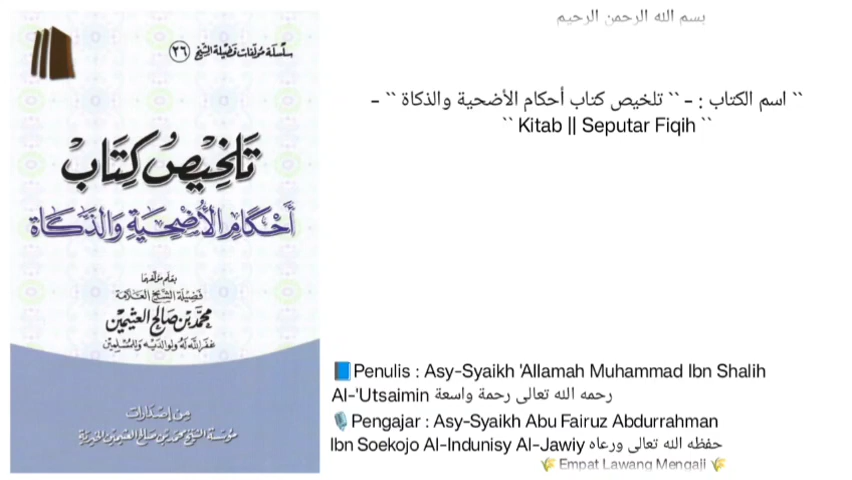 سلسلة مؤلفات فضيلة الشيخ (٢٦)
تلخيص كتاب
أحكام الأضحية والذكاة
بقلم مؤلفها
فضيلة الشيخ العلامة
محمد بن صالح العثيمين
غفر الله له ولوالديه وللمسلمين
من إصدارات
مؤسسة الشيخ محمد بن صالح العثيمين الخيرية
بسم الله الرحمن الرحيم
`` اسم الكتاب : - `` تلخيص كتاب أحكام الأضحية والذكاة `` -
`` Kitab || Seputar Fiqih ``
📘Penulis : Asy-Syaikh 'Allamah Muhammad Ibn Shalih
Al-'Utsaimin رحمه الله تعالى رحمة واسعة
🎙️Pengajar : Asy-Syaikh Abu Fairuz Abdurrahman
Ibn Soekojo Al-Indunisy Al-Jawiy حفظه الله تعالى ورعاه
🌾 Empat Lawang Mengaji 🌾